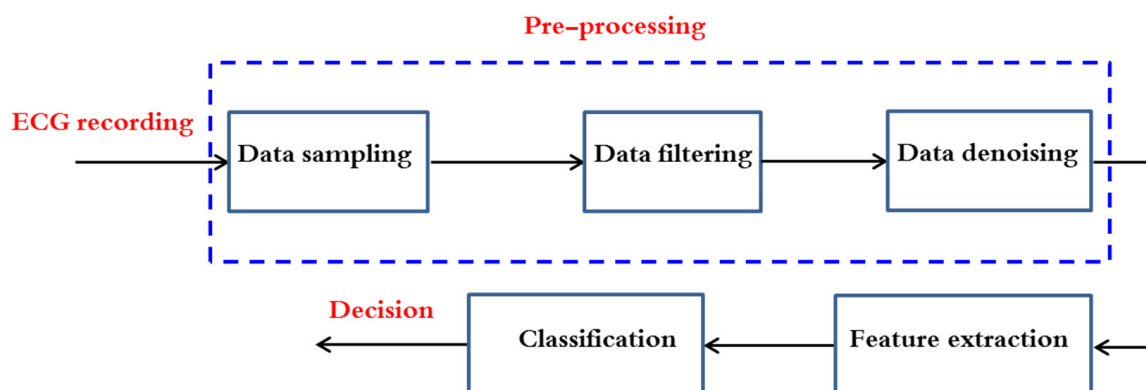 Pre-processing
ECG recording
Data sampling
Data filtering
Data denoising
Decision
Classification
Feature extraction